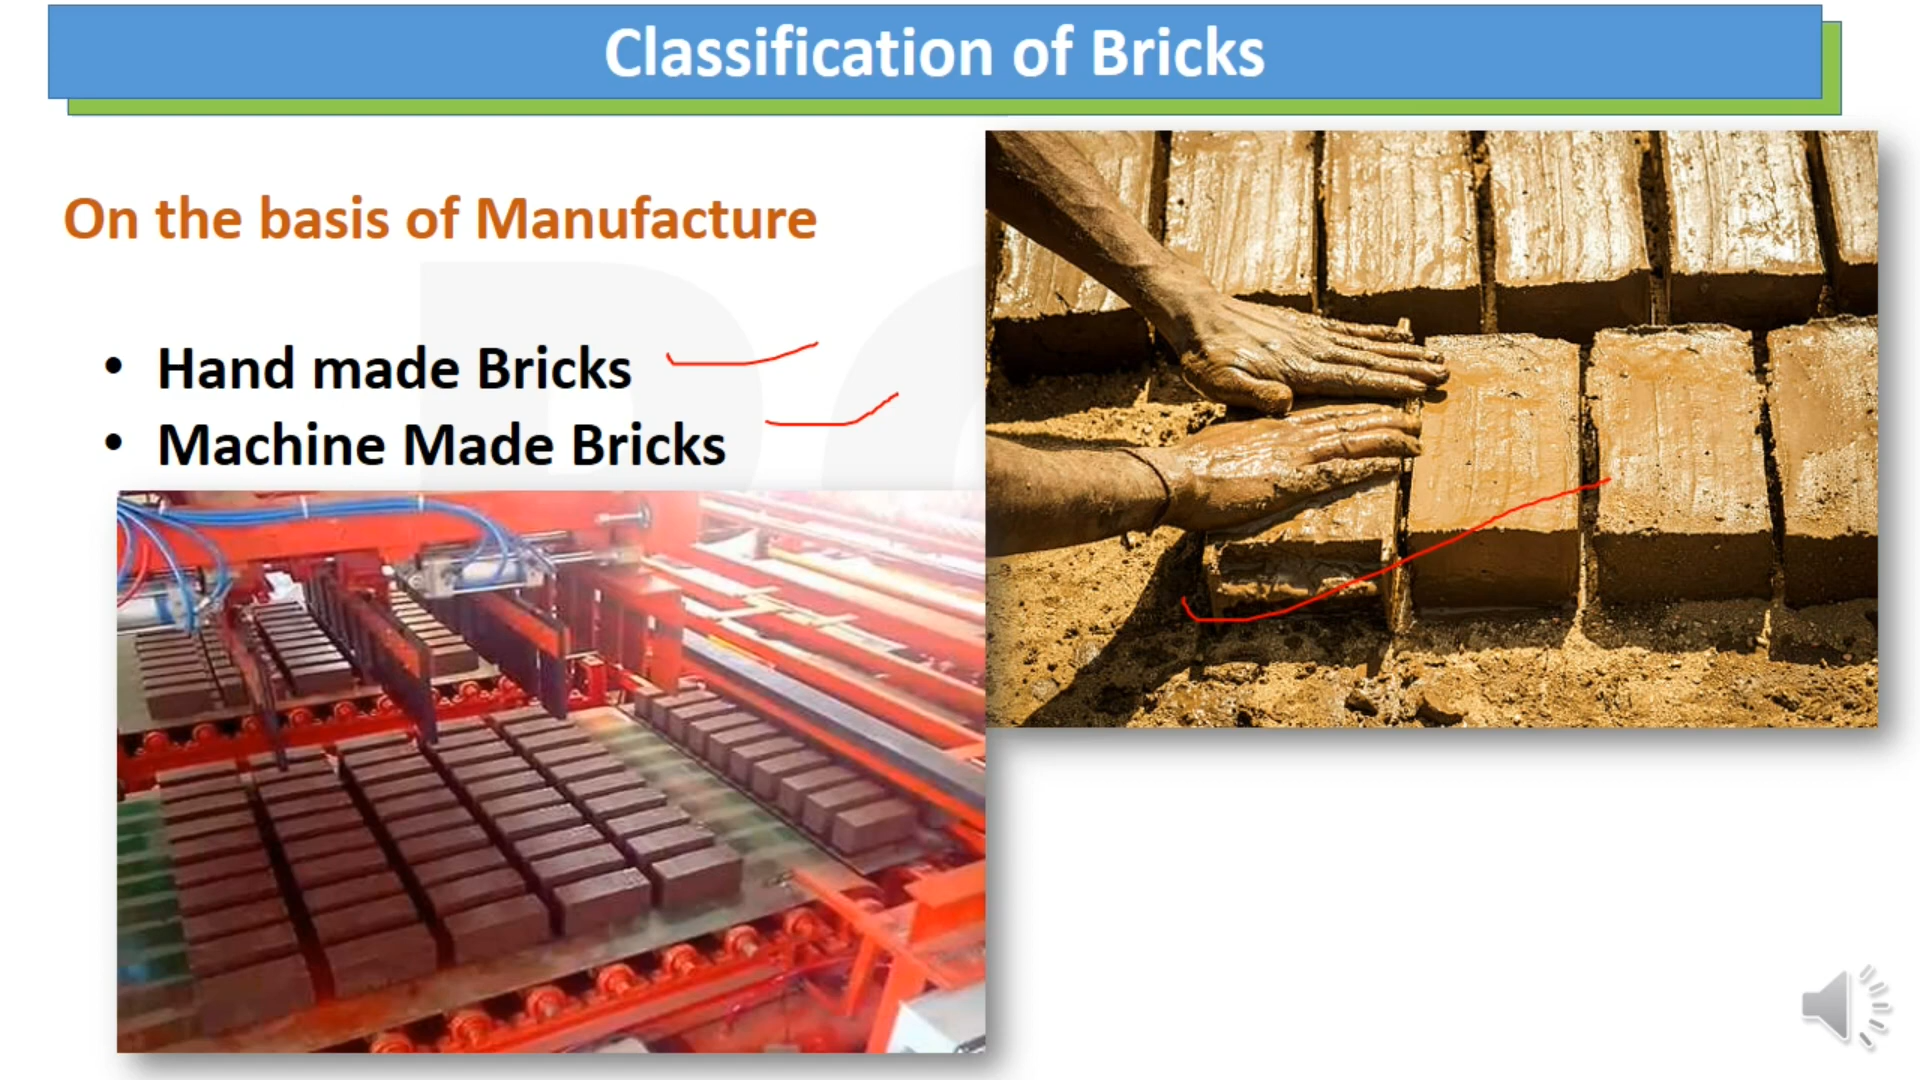 Classification of Bricks
On the basis of Manufacture
• Hand made Bricks
• Machine Made Bricks